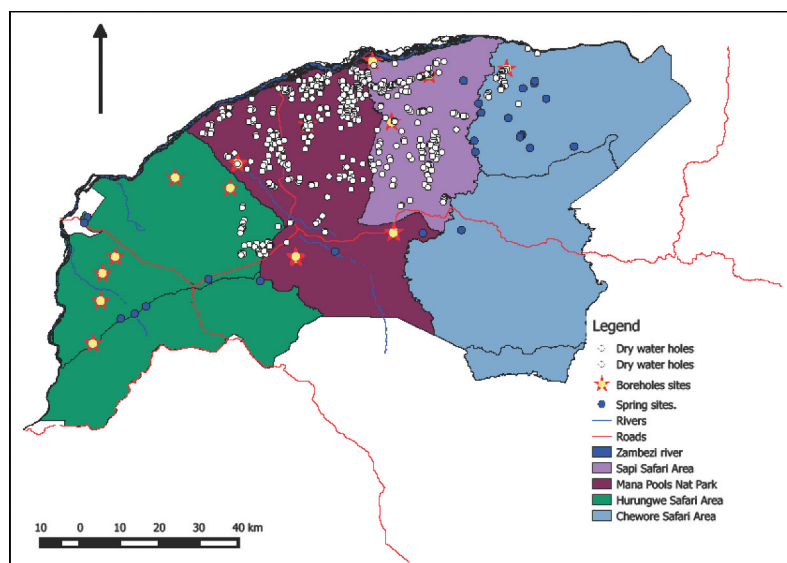 Legend
Dry water holes
Dry water holes
Boreholes sites
Spring sites.
Rivers
Roads
Zambezi river
Sapi Safari Area
Mana Pools Nat Park
Hurungwe Safari Area
Chewore Safari Area
10 0 10 20 30 40 km